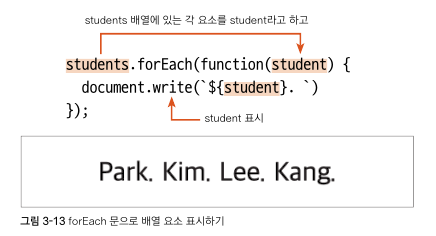 students 배열에 있는 각 요소를 student라고 하고
students.forEach(function(student) {
document.write(`${student}. `)
});
student 표시
Park. Kim. Lee. Kang.
그림 3-13 forEach 문으로 배열 요소 표시하기